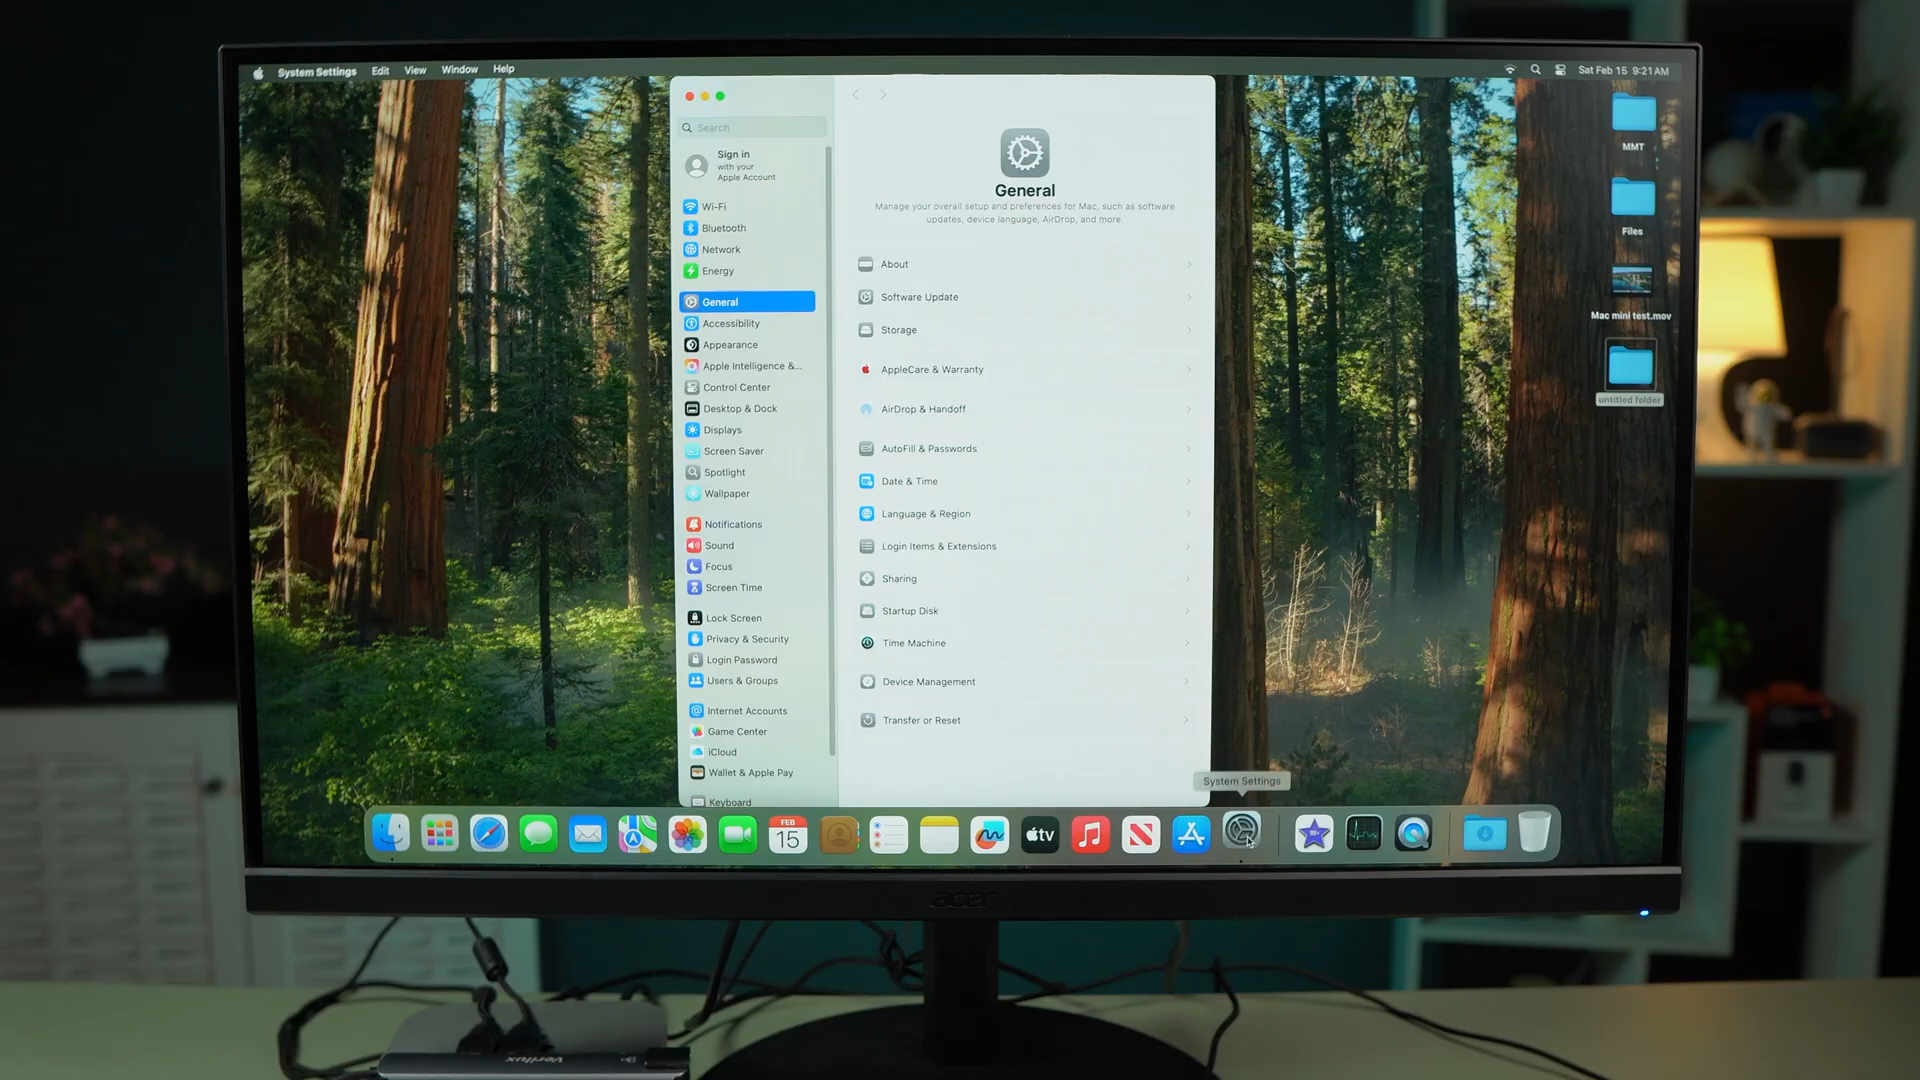 System Settings Edit View Window Help
Sat Feb 15 9:21AM
Search
Sign in
with your
Apple Account
Wi-Fi
Bluetooth
Network
Energy
General
Accessibility
Appearance
Apple Intelligence &...
Control Center
Desktop & Dock
Displays
Screen Saver
Spotlight
Wallpaper
Notifications
Sound
Focus
Screen Time
Lock Screen
Privacy & Security
Login Password
Users & Groups
Internet Accounts
Game Center
iCloud
Wallet & Apple Pay
Keyboard
General
Manage your overall setup and preferences for Mac, such as software
updates, device language, AirDrop, and more.
About
Software Update
Storage
AppleCare & Warranty
AirDrop & Handoff
AutoFill & Passwords
Date & Time
Language & Region
Login Items & Extensions
Sharing
Startup Disk
Time Machine
Device Management
Transfer or Reset
MMT
Files
Mac mini test.mov
untitled folder
System Settings
FEB
15
tv
acer
Verilux